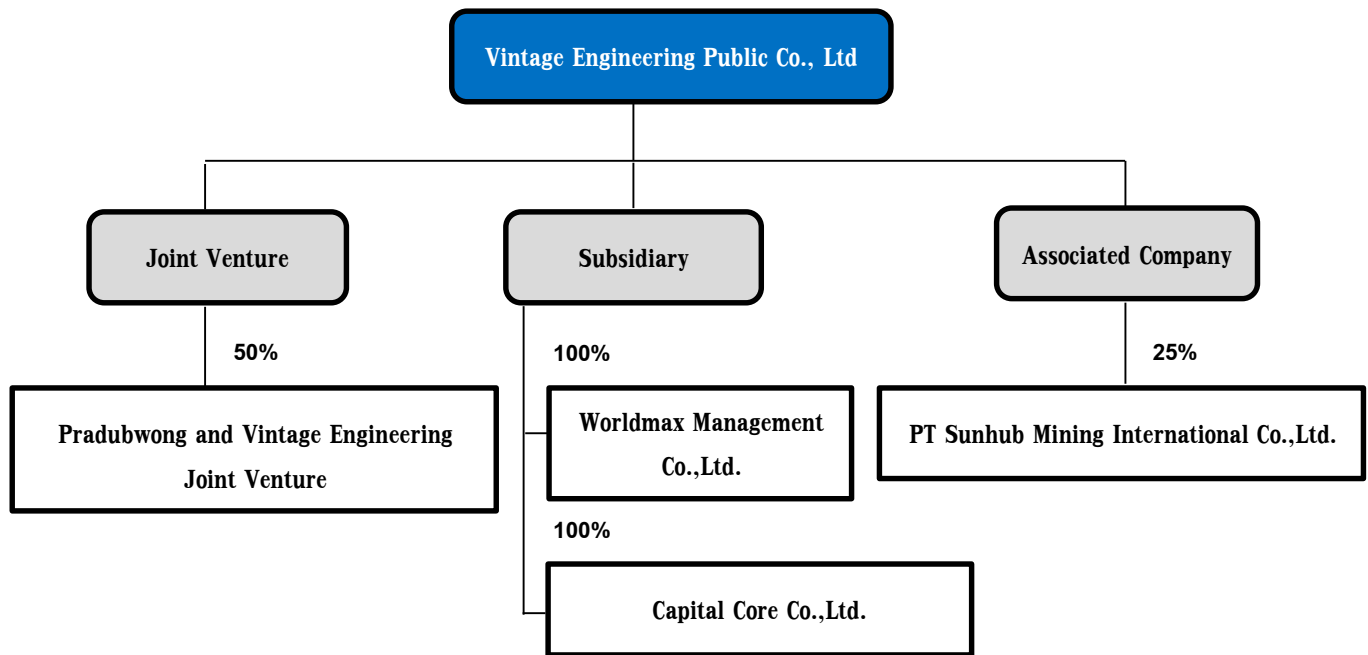 Vintage Engineering Public Co., Ltd
Joint Venture
Subsidiary
Associated Company
50%
100%
25%
Pradubwong and Vintage Engineering
Joint Venture
Worldmax Management
Co.,Ltd.
PT Sunhub Mining International Co.,Ltd.
100%
Capital Core Co.,Ltd.